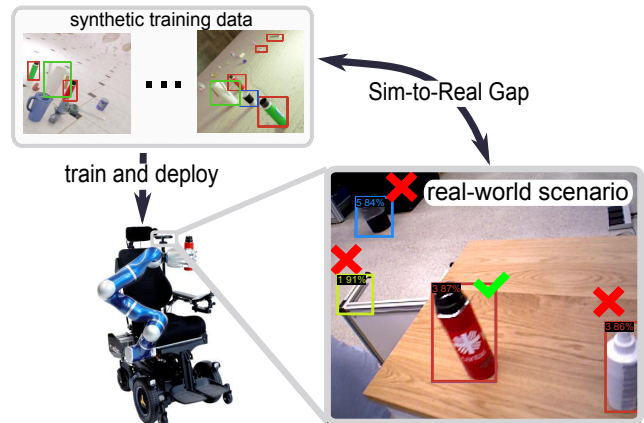 synthetic training data
Sim-to-Real Gap
train and deploy
real-world scenario
5 84%
1 91%
3 87%
3 86%